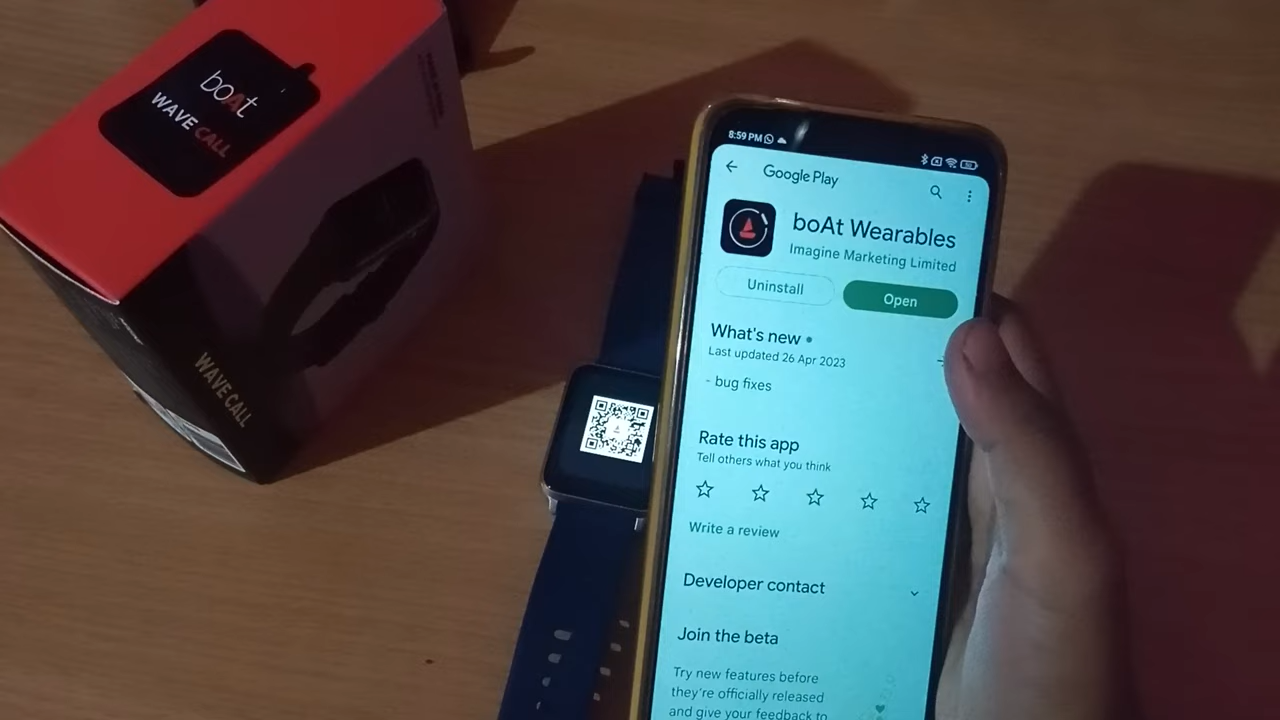 boAt
WAVE CALL
WAVE CALL
8:59 PM
Google Play
boAt Wearables
Imagine Marketing Limited
Uninstall
Open
What's new
Last updated 26 Apr 2023
- bug fixes
Rate this app
Tell others what you think
Write a review
Developer contact
Join the beta
Try new features before
they're officially released
and give your feedback to